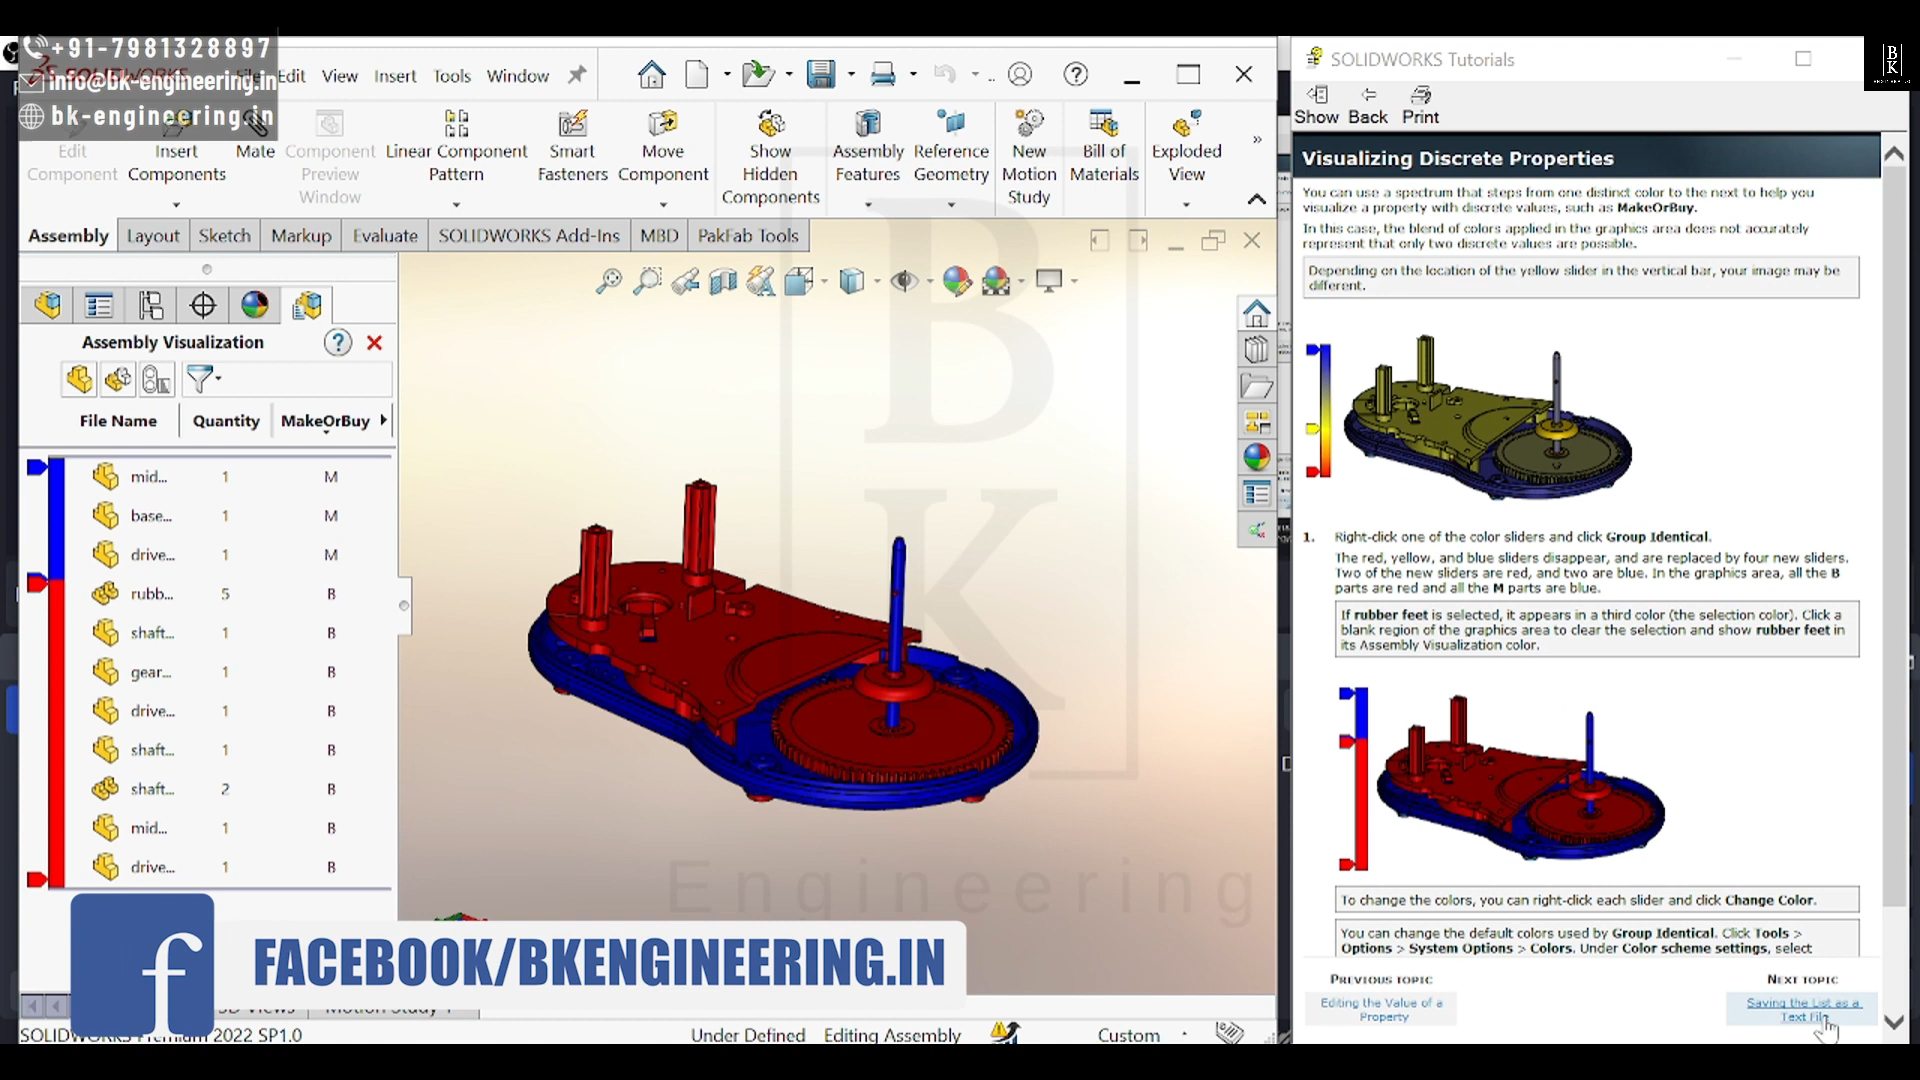 +91-7981328897
info@bk-engineering.in
bk-engineering.in
SOLIDWORKS
File Edit View Insert Tools Window
Edit Component
Insert Components
Mate
Component Preview Window
Linear Component Pattern
Smart Fasteners
Move Component
Show Hidden Components
Assembly Features
Reference Geometry
New Motion Study
Bill of Materials
Exploded View
Assembly Layout Sketch Markup Evaluate SOLIDWORKS Add-Ins MBD PakFab Tools
Assembly Visualization
File Name Quantity MakeOrBuy
mid... 1 M
base... 1 M
drive... 1 M
rubb... 5 B
shaft... 1 B
gear... 1 B
drive... 1 B
shaft... 1 B
shaft... 2 B
mid... 1 B
drive... 1 B
B
K
Engineering
f FACEBOOK/BKENGINEERING.IN
3D Views Motion Study 1
SOLIDWORKS Premium 2022 SP1.0
Under Defined Editing Assembly Custom
SOLIDWORKS Tutorials
B
K
Show Back Print
Visualizing Discrete Properties
You can use a spectrum that steps from one distinct color to the next to help you
visualize a property with discrete values, such as MakeOrBuy.
In this case, the blend of colors applied in the graphics area does not accurately
represent that only two discrete values are possible.
Depending on the location of the yellow slider in the vertical bar, your image may be
different.
1. Right-click one of the color sliders and click Group Identical.
The red, yellow, and blue sliders disappear, and are replaced by four new sliders.
Two of the new sliders are red, and two are blue. In the graphics area, all the B
parts are red and all the M parts are blue.
If rubber feet is selected, it appears in a third color (the selection color). Click a
blank region of the graphics area to clear the selection and show rubber feet in
its Assembly Visualization color.
To change the colors, you can right-click each slider and click Change Color.
You can change the default colors used by Group Identical. Click Tools >
Options > System Options > Colors. Under Color scheme settings, select
PREVIOUS TOPIC
Editing the Value of a
Property
NEXT TOPIC
Saving the List as a
Text File